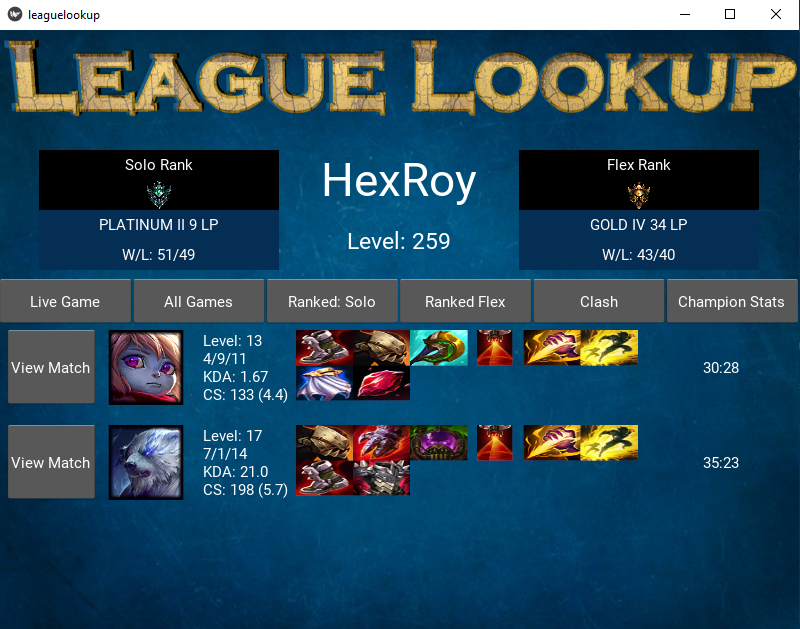 leaguelookup
LEAGUE LOOKUP
Solo Rank
PLATINUM II 9 LP
W/L: 51/49
HexRoy
Level: 259
Flex Rank
GOLD IV 34 LP
W/L: 43/40
Live Game
All Games
Ranked: Solo
Ranked Flex
Clash
Champion Stats
View Match
Level: 13
4/9/11
KDA: 1.67
CS: 133 (4.4)
30:28
View Match
Level: 17
7/1/14
KDA: 21.0
CS: 198 (5.7)
35:23